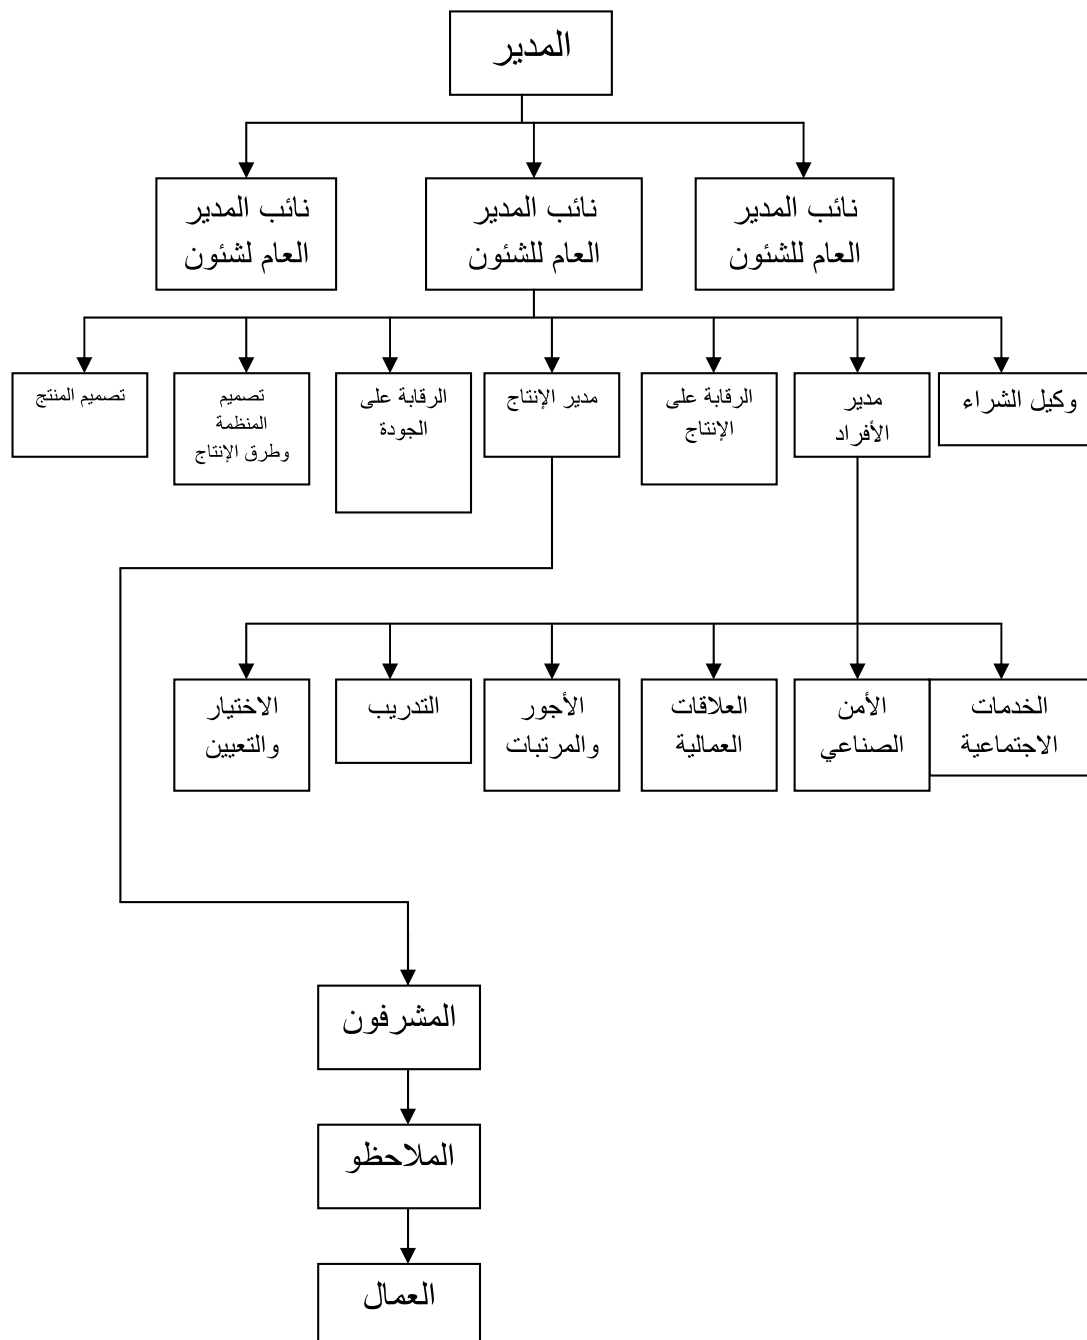 المدير
نائب المدير
العام للشئون
نائب المدير
العام للشئون
نائب المدير
العام لشئون
وكيل الشراء
مدير
الأفراد
الرقابة على
الإنتاج
مدير الإنتاج
الرقابة على
الجودة
تصميم
المنظمة
وطرق الإنتاج
تصميم المنتج
الخدمات
الاجتماعية
الأمن
الصناعي
العلاقات
العمالية
الأجور
والمرتبات
التدريب
الاختيار
والتعيين
المشرفون
الملاحظو
العمال